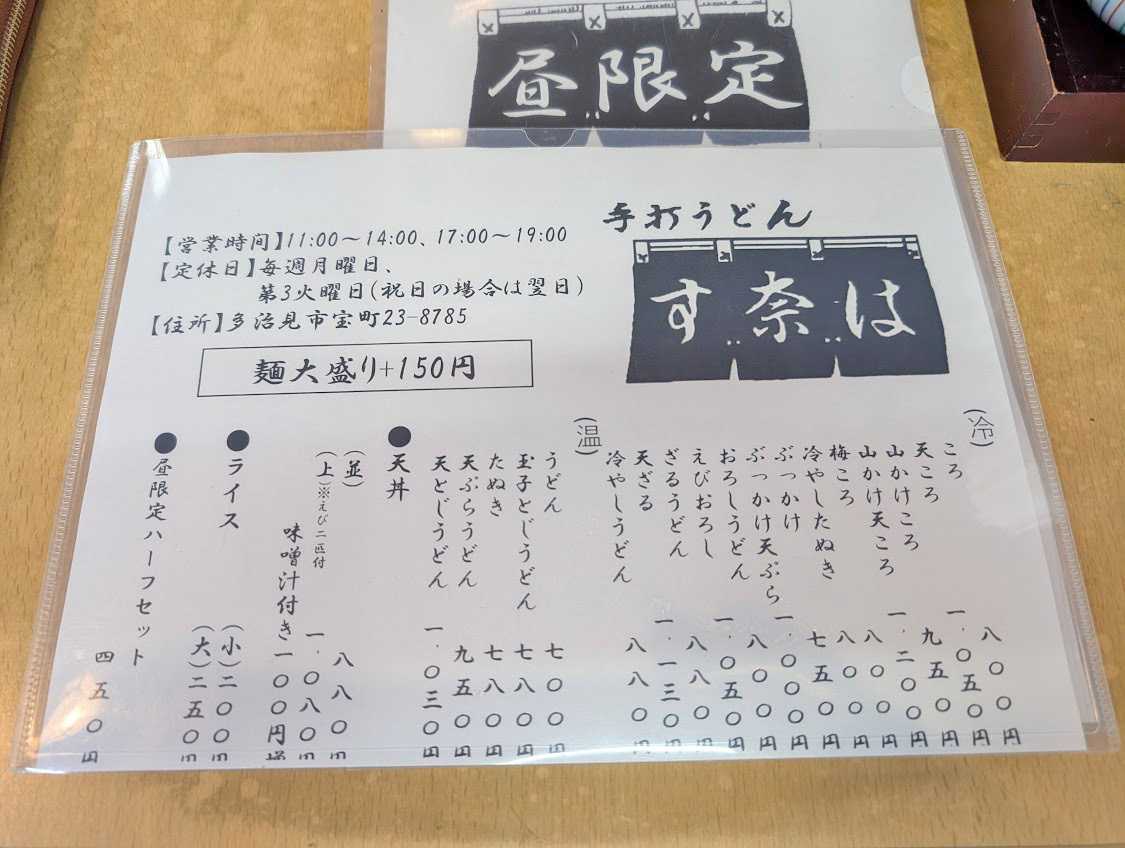 昼限定
手打うどん
す奈は
【営業時間】11:00～14:00、17:00～19:00
【定休日】毎週月曜日、
第3火曜日(祝日の場合は翌日)
【住所】多治見市宝町23-8785
麺大盛り+150円
(冷)
ころ 八〇〇円
天ころ 一.〇五〇円
山かけころ 九五〇円
山かけ天ころ 一.二〇〇円
梅ころ 八〇〇円
冷やしたぬき 八〇〇円
ぶっかけ 七五〇円
ぶっかけ天ぷら 一.〇〇〇円
おろしうどん 八〇〇円
えびおろし 一.〇五〇円
ざるうどん 八八〇円
天ざる 一.一三〇円
冷やしうどん 八八〇円
(温)
うどん 七〇〇円
玉子とじうどん 七八〇円
たぬき 七八〇円
天ぷらうどん 九五〇円
天とじうどん 一.〇三〇円
●天丼
(並) 八八〇円
(上)※えび二匹付 一.〇八〇円
味噌汁付き一〇〇円増
●ライス
(小)二〇〇円
(大)二五〇円
●昼限定ハーフセット
四五〇円